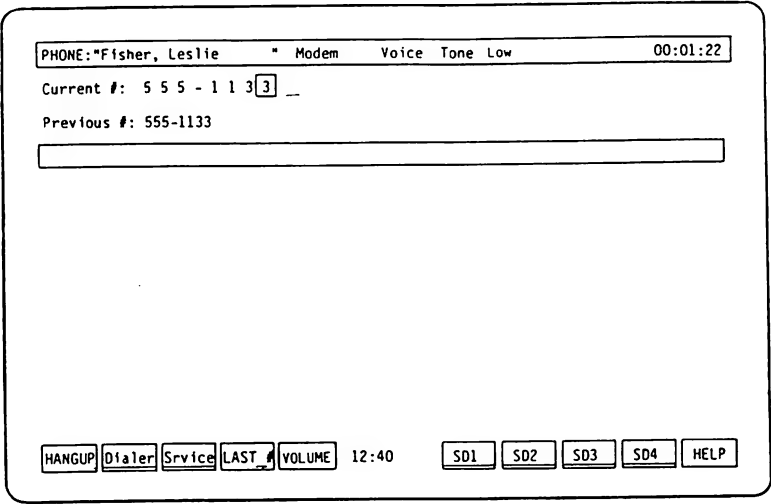 PHONE:"Fisher, Leslie " Modem Voice Tone Low 00:01:22
Current #: 5 5 5 - 1 1 3 3 _
Previous #: 555-1133
HANGUP Dialer Srvice LAST_# VOLUME 12:40 SD1 SD2 SD3 SD4 HELP